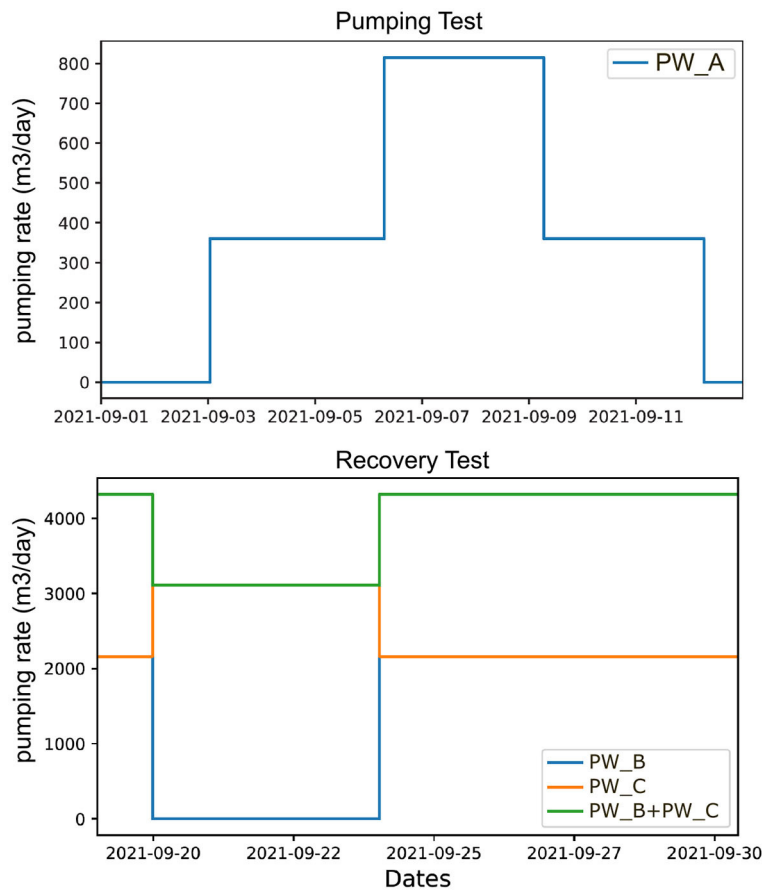 Pumping Test
PW_A
pumping rate (m3/day)
800
700
600
500
400
300
200
100
0
2021-09-01 2021-09-03 2021-09-05 2021-09-07 2021-09-09 2021-09-11
Recovery Test
pumping rate (m3/day)
4000
3000
2000
1000
0
PW_B
PW_C
PW_B+PW_C
2021-09-20 2021-09-22 2021-09-25 2021-09-27 2021-09-30
Dates